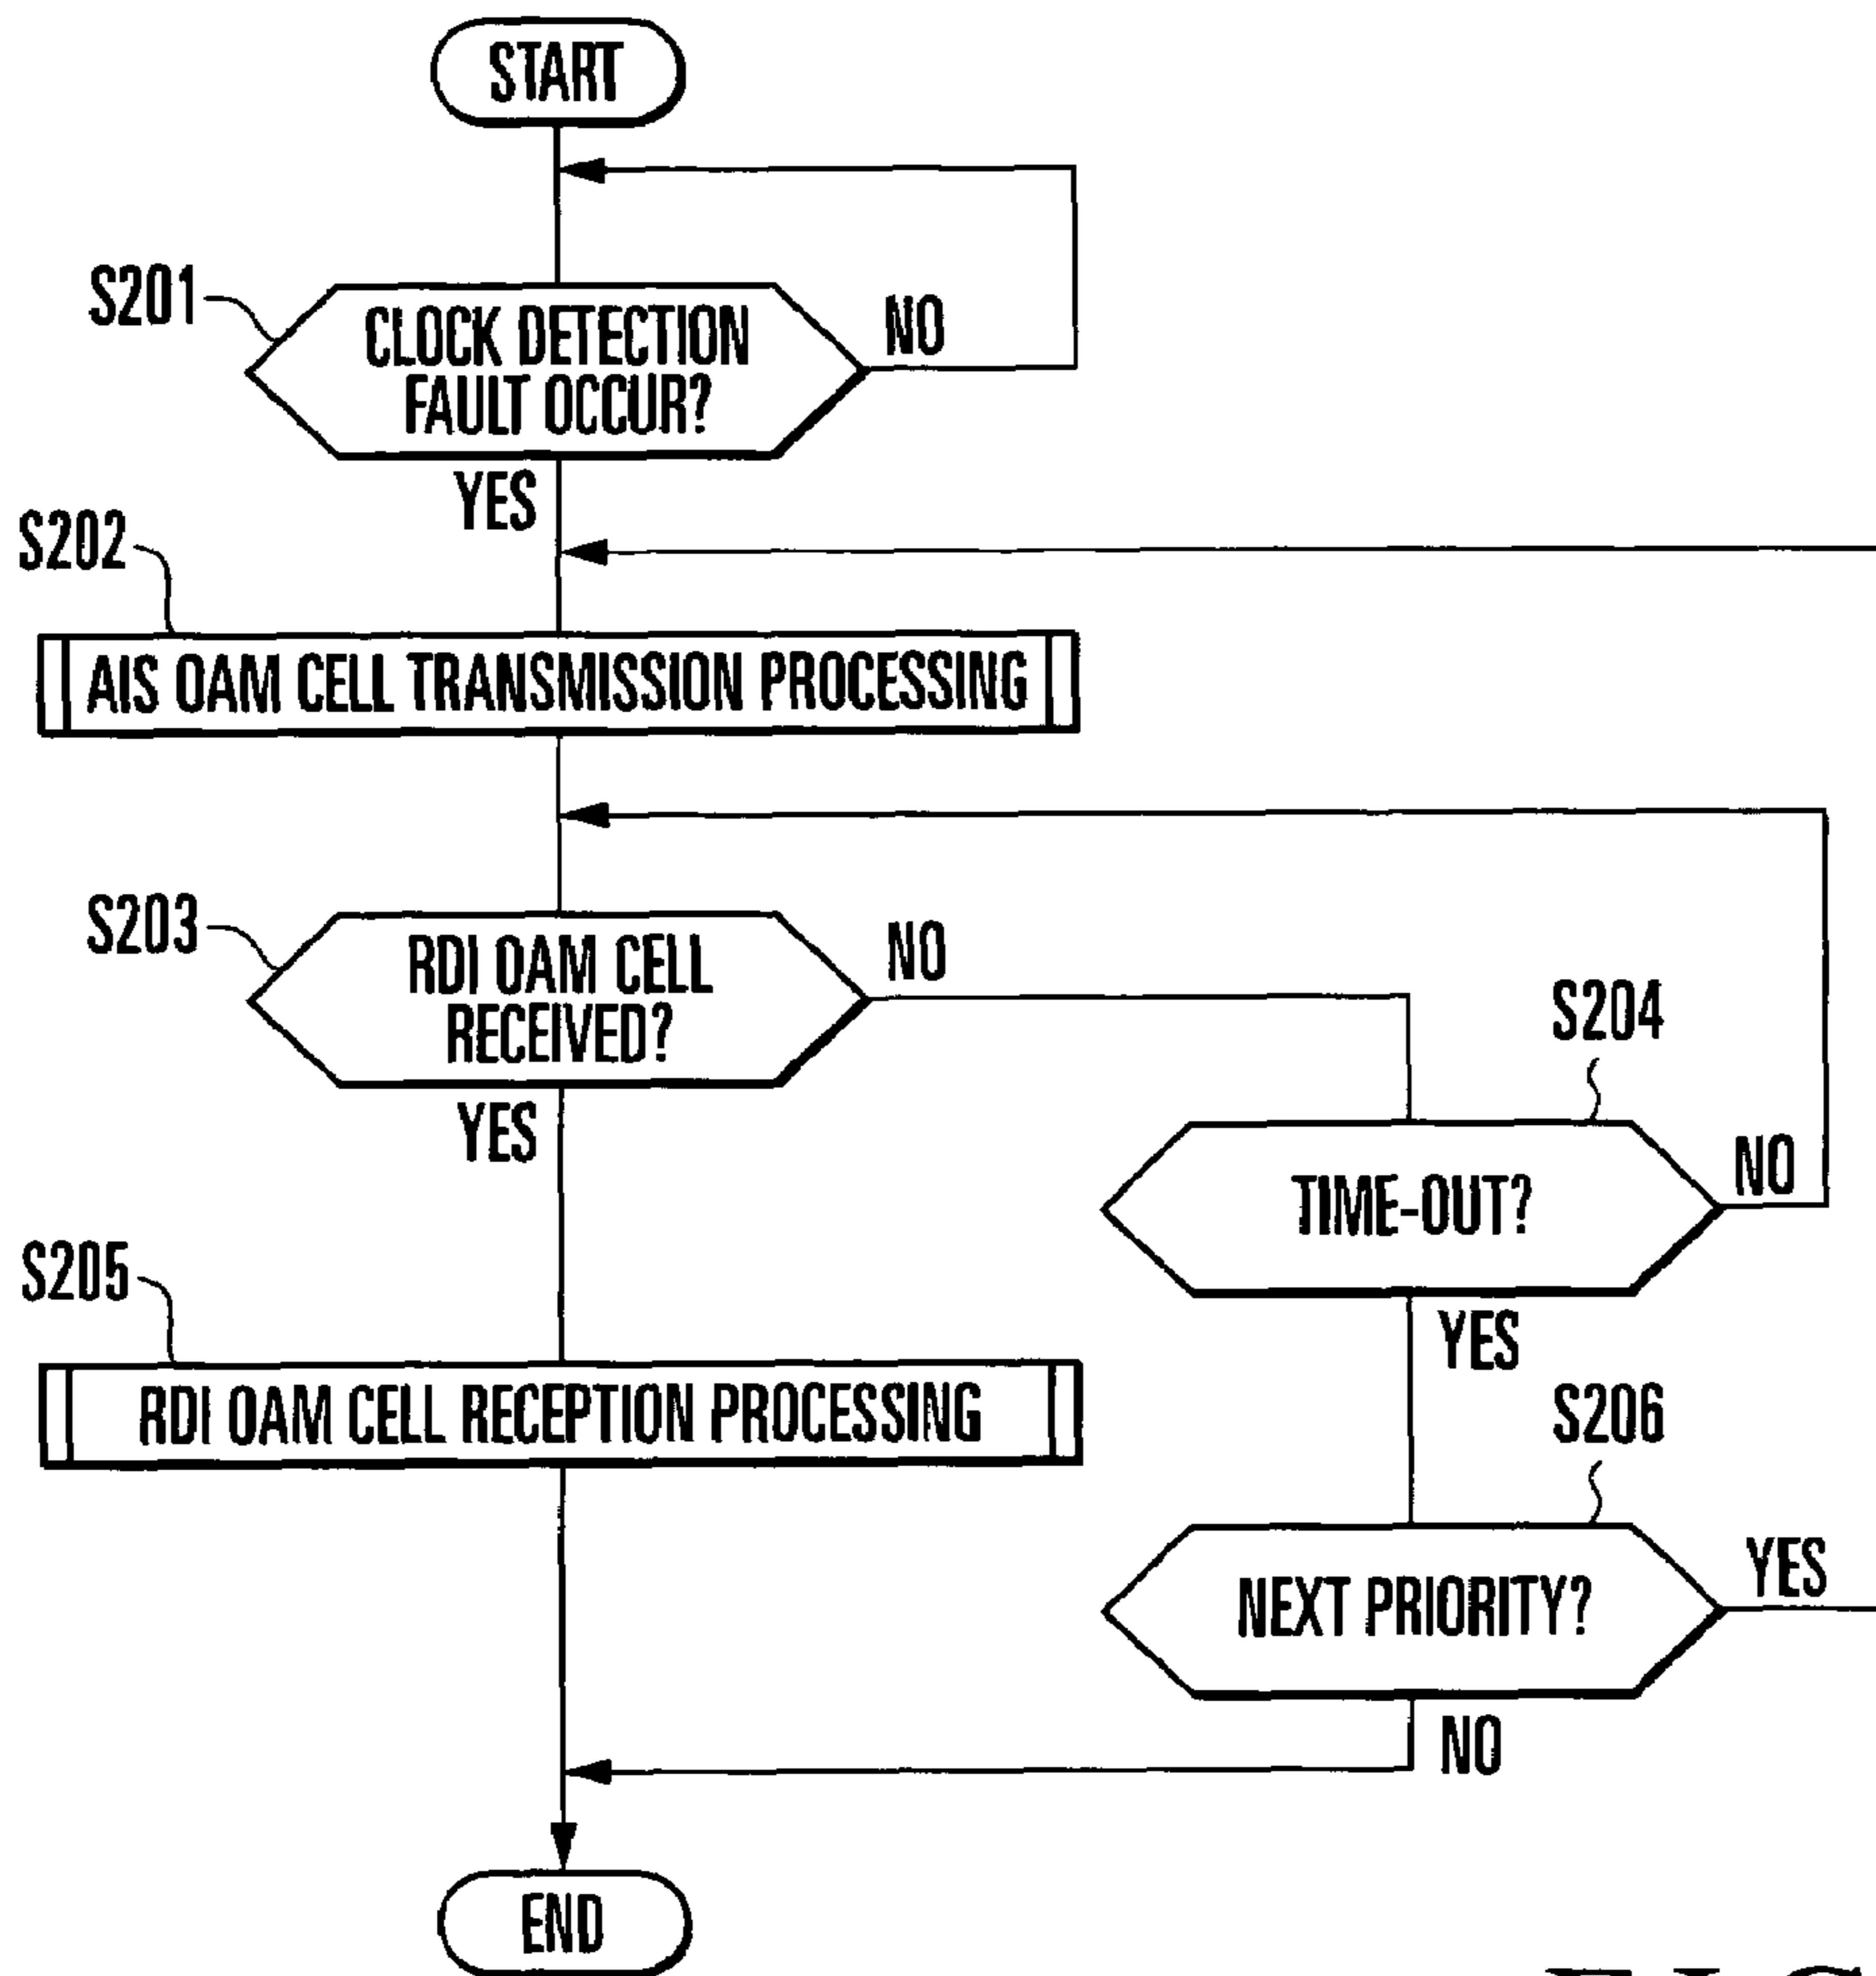 START
S201
CLOCK DETECTION
FAULT OCCUR?
NO
YES
S202
AIS OAM CELL TRANSMISSION PROCESSING
S203
RDI OAM CELL
RECEIVED?
NO
YES
S204
TIME-OUT?
NO
YES
S205
RDI OAM CELL RECEPTION PROCESSING
S206
NEXT PRIORITY?
YES
NO
END